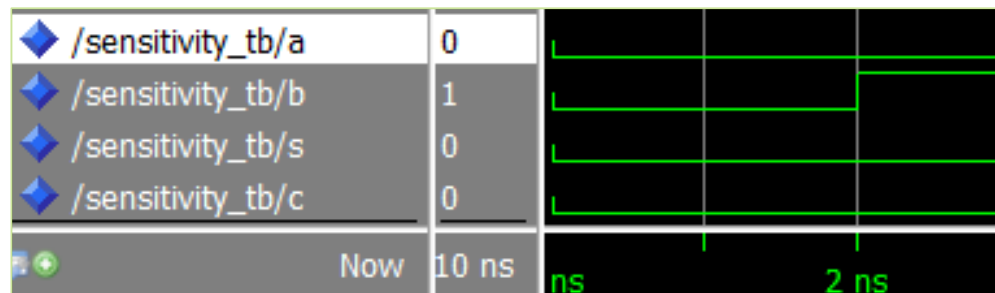 /sensitivity_tb/a 0
/sensitivity_tb/b 1
/sensitivity_tb/s 0
/sensitivity_tb/c 0
Now 10 ns ns 2 ns